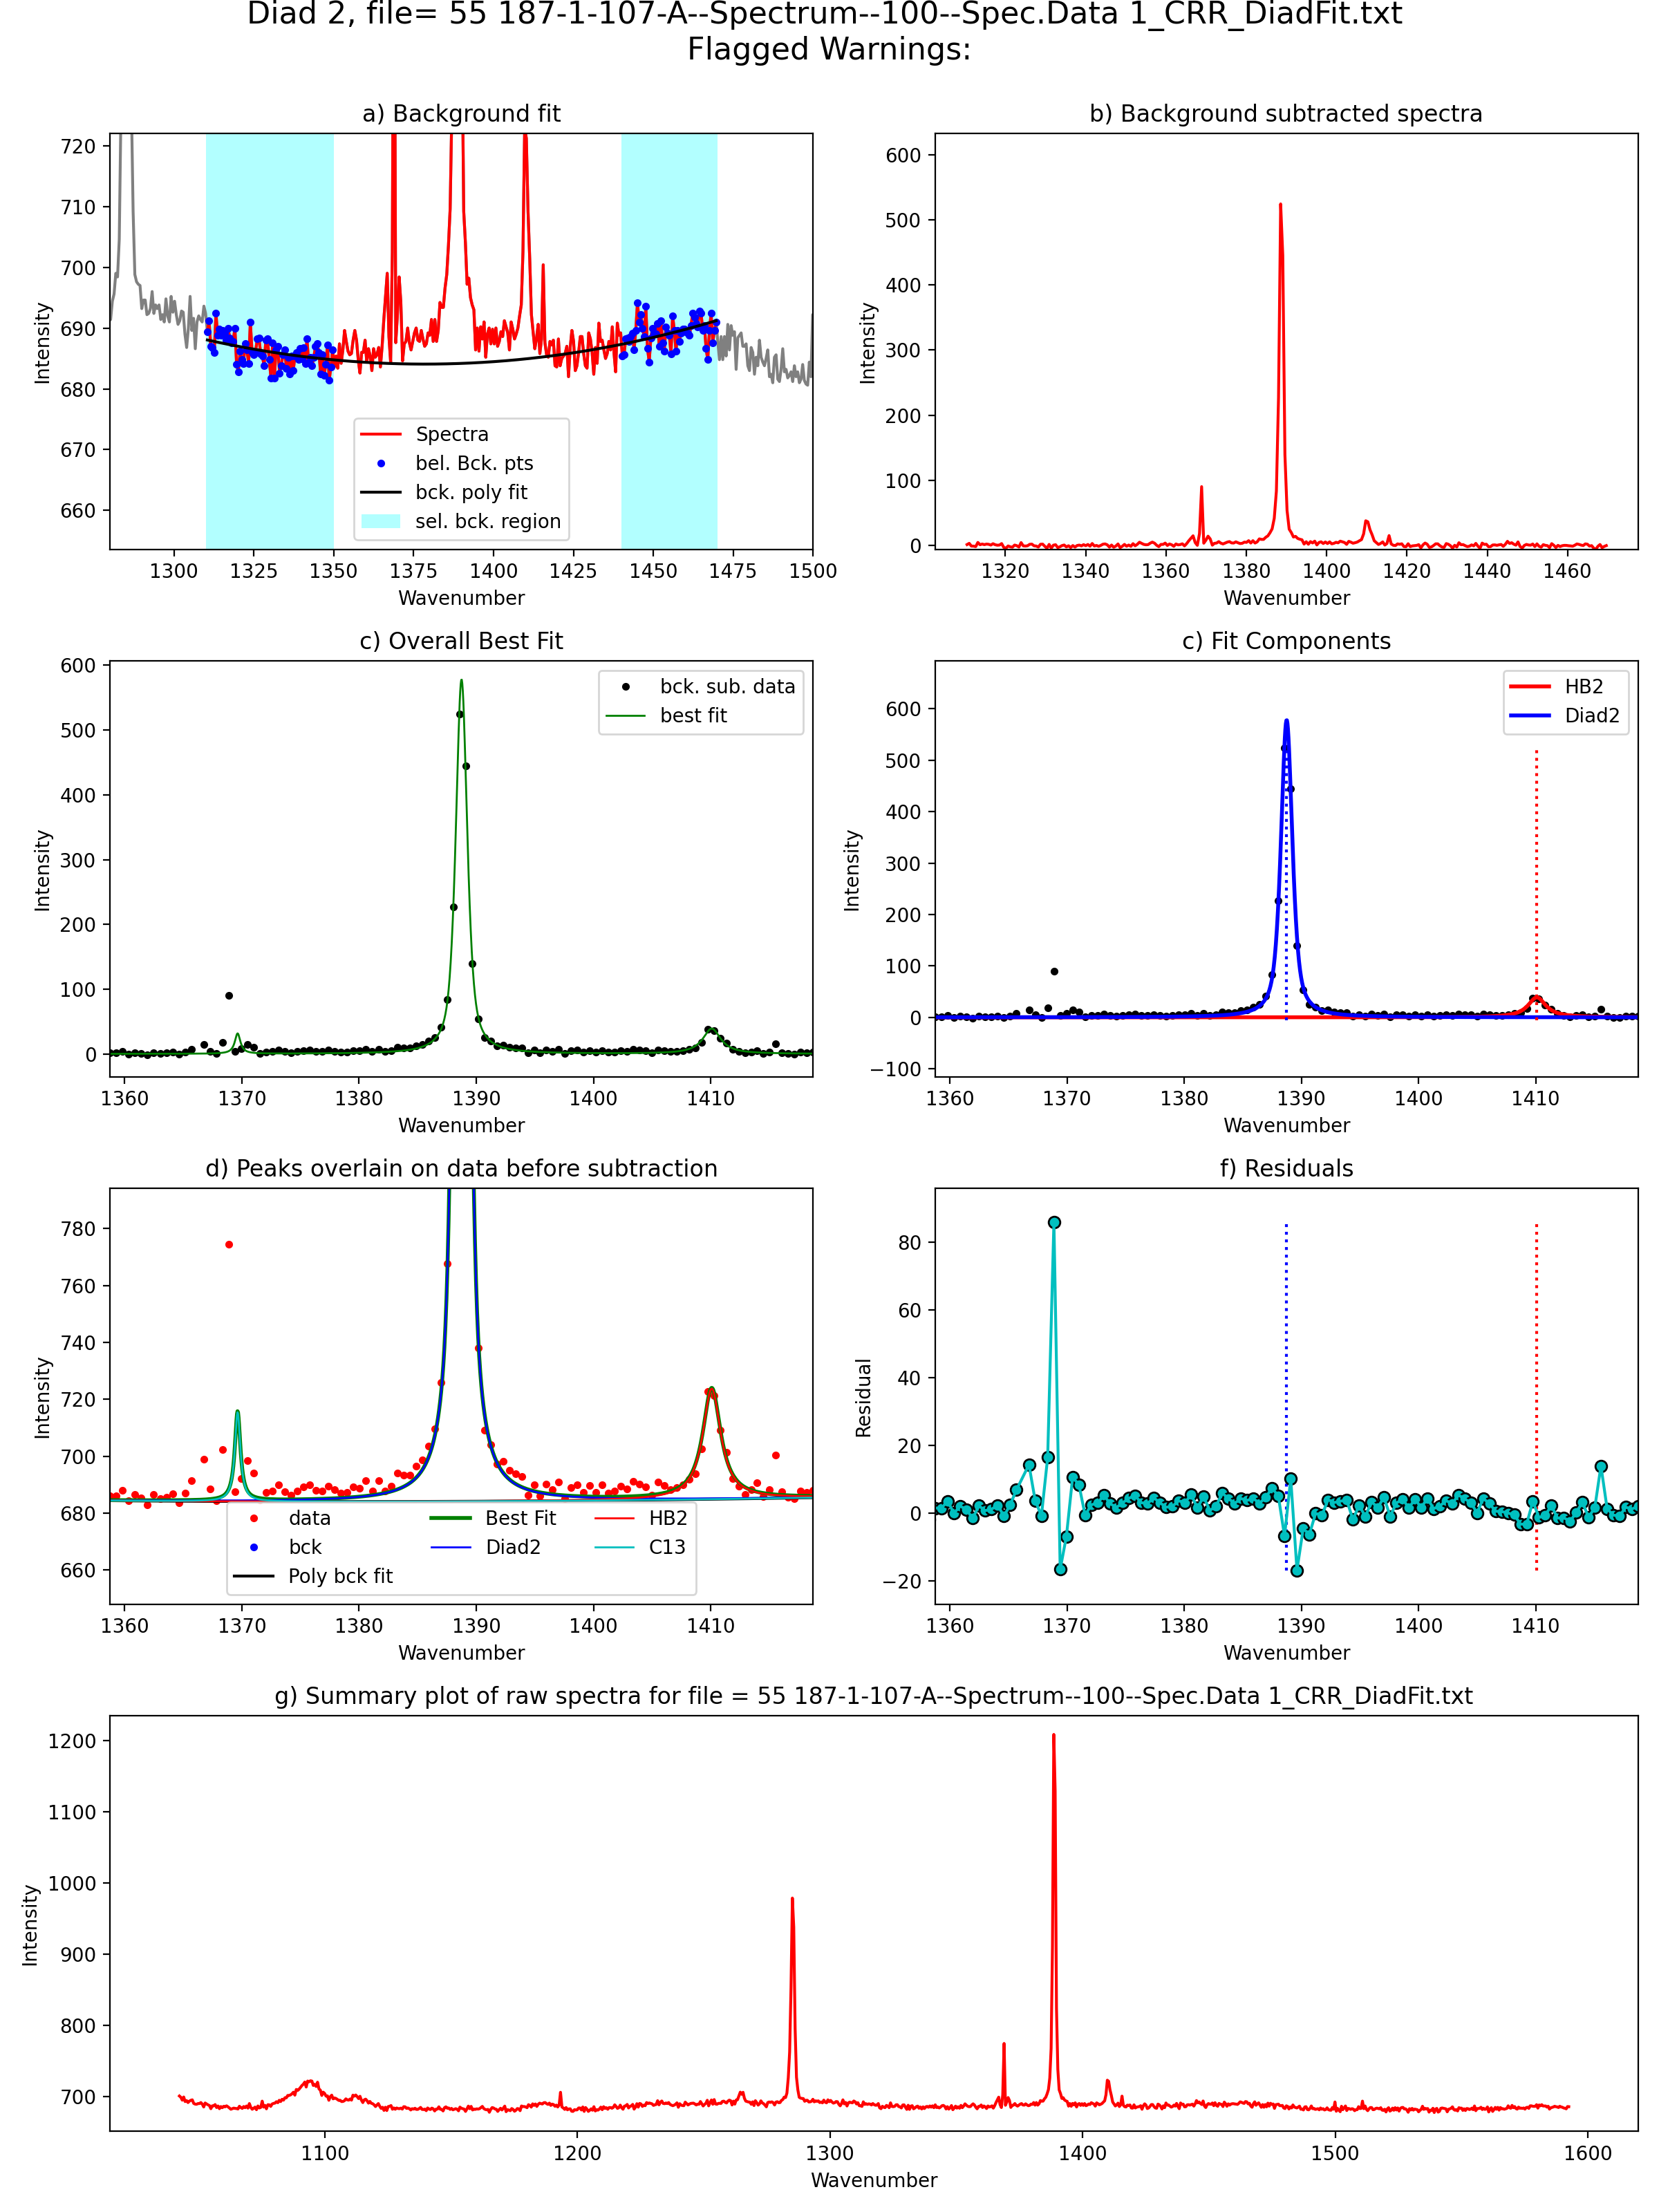 Diad 2, file= 55 187-1-107-A--Spectrum--100--Spec.Data 1_CRR_DiadFit.txt
Flagged Warnings:
a) Background fit
720
710
700
690
680
670
660
Intensity
Spectra
bel. Bck. pts
bck. poly fit
sel. bck. region
1300 1325 1350 1375 1400 1425 1450 1475 1500
Wavenumber
b) Background subtracted spectra
600
500
400
300
200
100
0
Intensity
1320 1340 1360 1380 1400 1420 1440 1460
Wavenumber
c) Overall Best Fit
600
500
400
300
200
100
0
Intensity
bck. sub. data
best fit
1360 1370 1380 1390 1400 1410
Wavenumber
c) Fit Components
600
500
400
300
200
100
0
−100
Intensity
HB2
Diad2
1360 1370 1380 1390 1400 1410
Wavenumber
d) Peaks overlain on data before subtraction
780
760
740
720
700
680
660
Intensity
data
bck
Poly bck fit
Best Fit
Diad2
HB2
C13
1360 1370 1380 1390 1400 1410
Wavenumber
f) Residuals
80
60
40
20
0
−20
Residual
1360 1370 1380 1390 1400 1410
Wavenumber
g) Summary plot of raw spectra for file = 55 187-1-107-A--Spectrum--100--Spec.Data 1_CRR_DiadFit.txt
1200
1100
1000
900
800
700
Intensity
1100 1200 1300 1400 1500 1600
Wavenumber